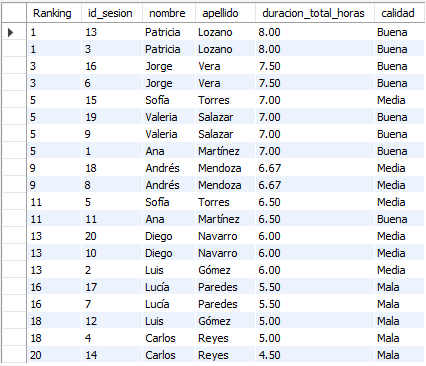 Ranking id_sesion nombre apellido duracion_total_horas calidad
1 13 Patricia Lozano 8.00 Buena
1 3 Patricia Lozano 8.00 Buena
3 16 Jorge Vera 7.50 Buena
3 6 Jorge Vera 7.50 Buena
5 15 Sofía Torres 7.00 Media
5 19 Valeria Salazar 7.00 Buena
5 9 Valeria Salazar 7.00 Buena
5 1 Ana Martínez 7.00 Buena
9 18 Andrés Mendoza 6.67 Media
9 8 Andrés Mendoza 6.67 Media
11 5 Sofía Torres 6.50 Media
11 11 Ana Martínez 6.50 Buena
13 20 Diego Navarro 6.00 Media
13 10 Diego Navarro 6.00 Media
13 2 Luis Gómez 6.00 Media
16 17 Lucía Paredes 5.50 Mala
16 7 Lucía Paredes 5.50 Mala
18 12 Luis Gómez 5.00 Mala
18 4 Carlos Reyes 5.00 Mala
20 14 Carlos Reyes 4.50 Mala